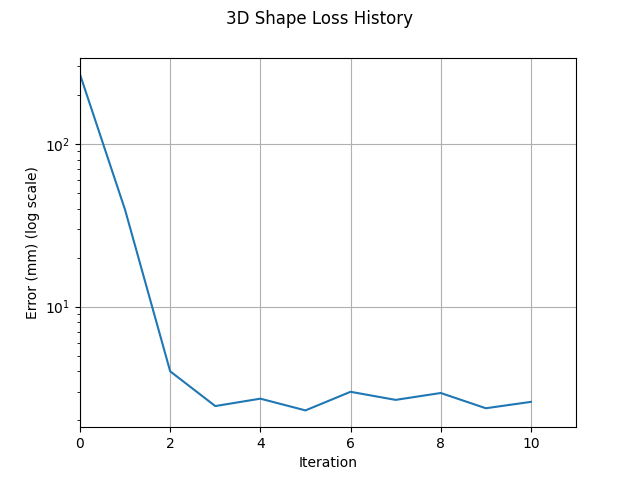 3D Shape Loss History
Error (mm) (log scale)
10²
10¹
0 2 4 6 8 10
Iteration